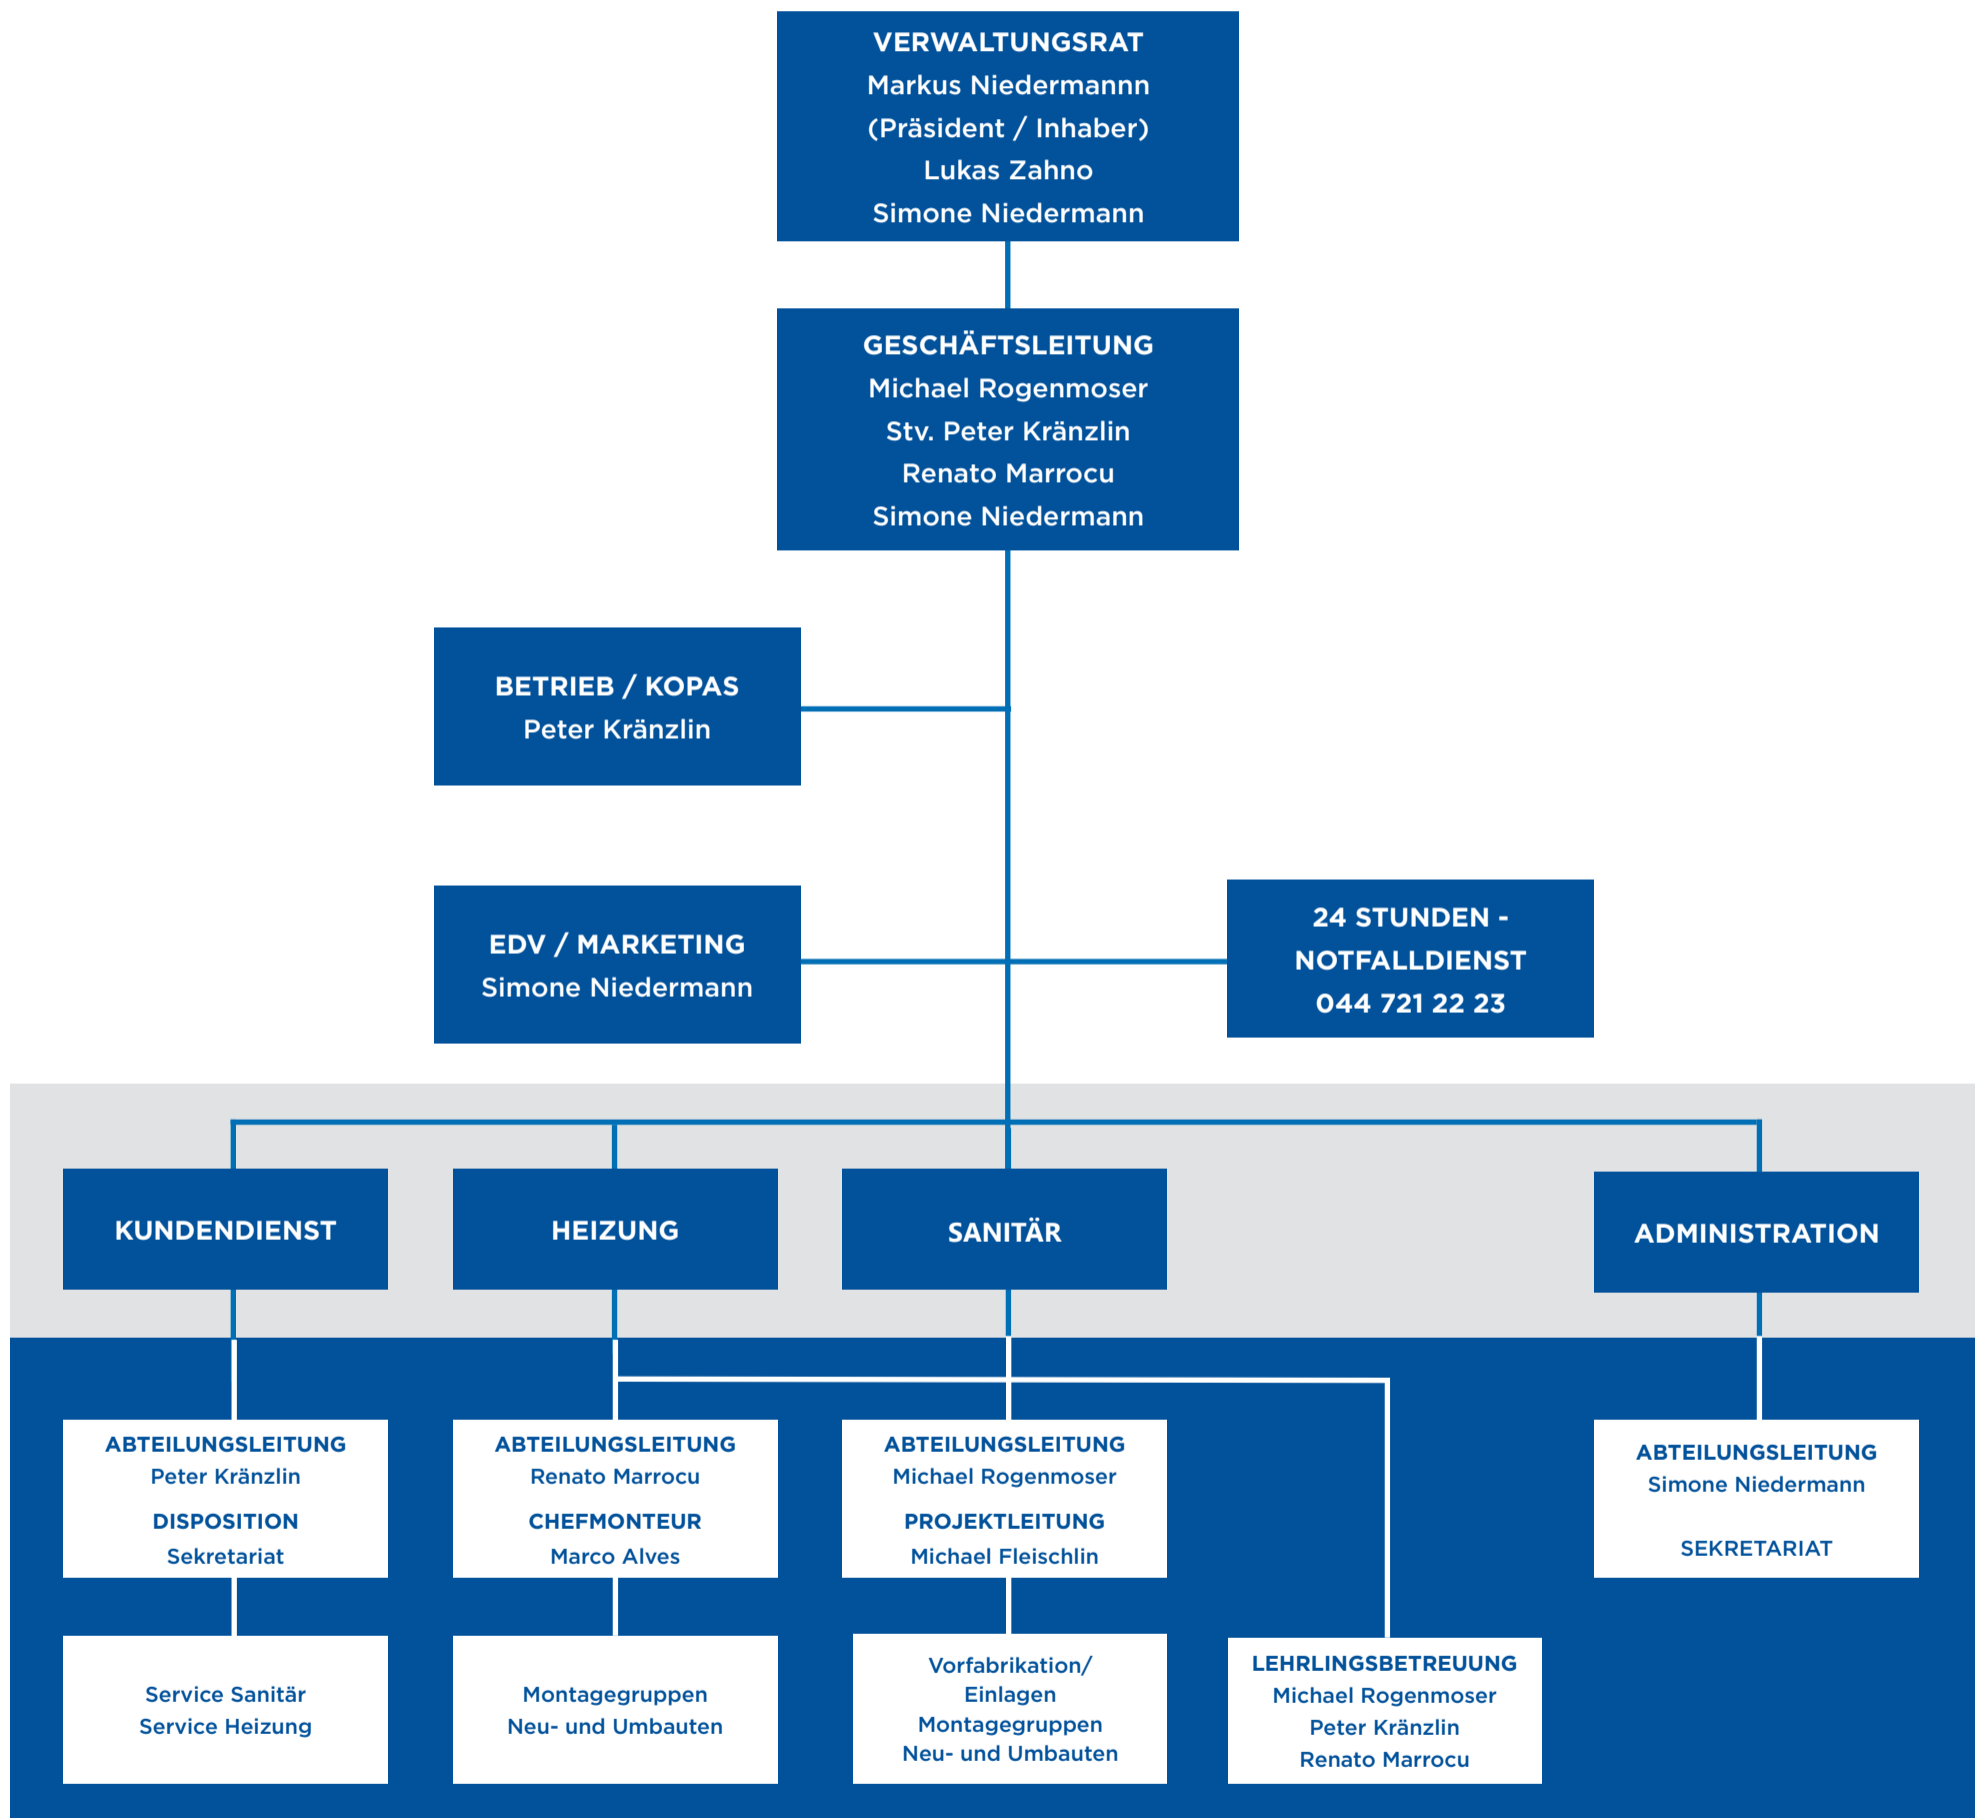 VERWALTUNGSRAT
Markus Niedermannn
(Präsident / Inhaber)
Lukas Zahno
Simone Niedermann
GESCHÄFTSLEITUNG
Michael Rogenmoser
Stv. Peter Kränzlin
Renato Marrocu
Simone Niedermann
BETRIEB / KOPAS
Peter Kränzlin
EDV / MARKETING
Simone Niedermann
24 STUNDEN -
NOTFALLDIENST
044 721 22 23
KUNDENDIENST
HEIZUNG
SANITÄR
ADMINISTRATION
ABTEILUNGSLEITUNG
Peter Kränzlin
DISPOSITION
Sekretariat
ABTEILUNGSLEITUNG
Renato Marrocu
CHEFMONTEUR
Marco Alves
ABTEILUNGSLEITUNG
Michael Rogenmoser
PROJEKTLEITUNG
Michael Fleischlin
ABTEILUNGSLEITUNG
Simone Niedermann
SEKRETARIAT
Service Sanitär
Service Heizung
Montagegruppen
Neu- und Umbauten
Vorfabrikation/
Einlagen
Montagegruppen
Neu- und Umbauten
LEHRLINGSBETREUUNG
Michael Rogenmoser
Peter Kränzlin
Renato Marrocu